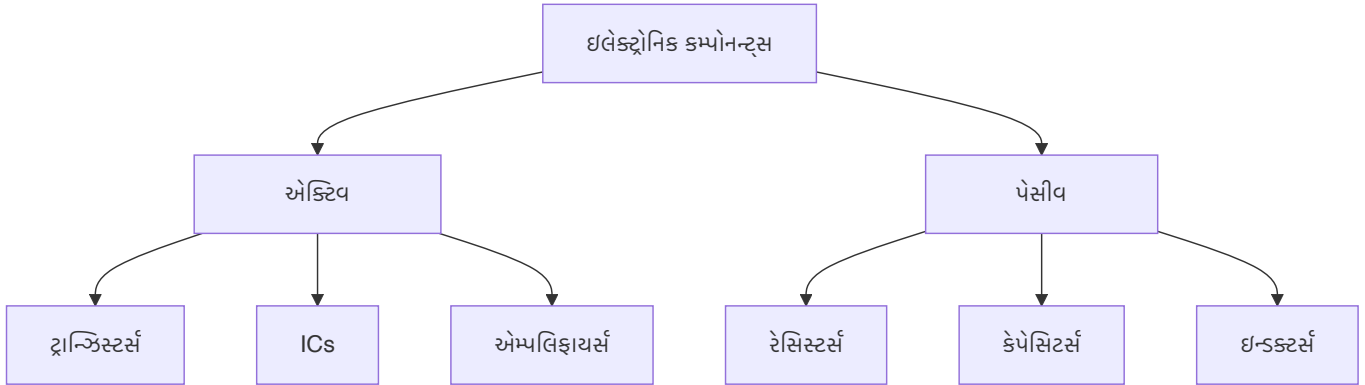 ઇલેક્ટ્રોનિક કમ્પોનન્ટ્સ
એક્ટિવ
પેસીવ
ટ્રાન્ઝિસ્ટર્સ
ICs
એમ્પલિફાયર્સ
રેસિસ્ટર્સ
કેપેસિટર્સ
ઇન્ડક્ટર્સ